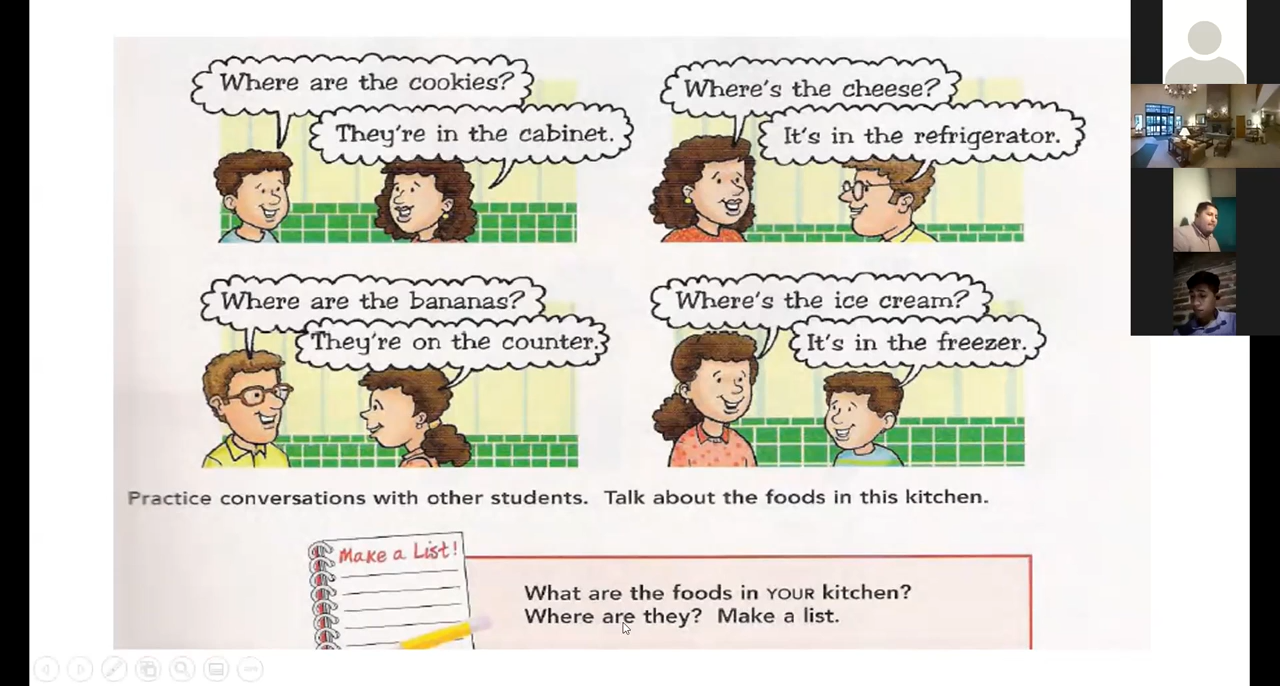 Where are the cookies?
They're in the cabinet.
Where's the cheese?
It's in the refrigerator.
Where are the bananas?
They're on the counter.
Where's the ice cream?
It's in the freezer.
Practice conversations with other students. Talk about the foods in this kitchen.
Make a List!
What are the foods in YOUR kitchen?
Where are they? Make a list.